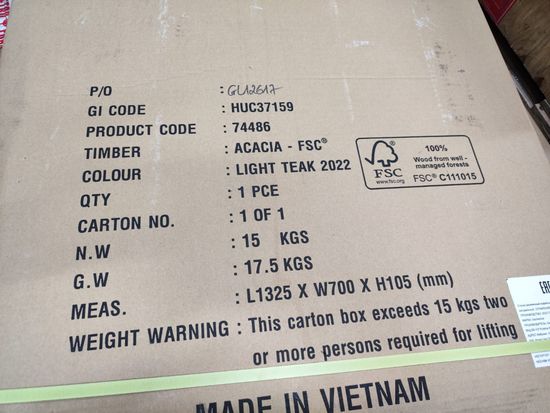 P/O : GU12617
GI CODE : HUC37159
PRODUCT CODE : 74486
TIMBER : ACACIA - FSC®
COLOUR : LIGHT TEAK 2022
QTY : 1 PCE
CARTON NO. : 1 OF 1
N.W : 15 KGS
G.W : 17.5 KGS
MEAS. : L1325 X W700 X H105 (mm)
WEIGHT WARNING : This carton box exceeds 15 kgs two
or more persons required for lifting
MADE IN VIETNAM
FSC
www.fsc.org
100%
Wood from well-
managed forests
FSC® C111015
EAC